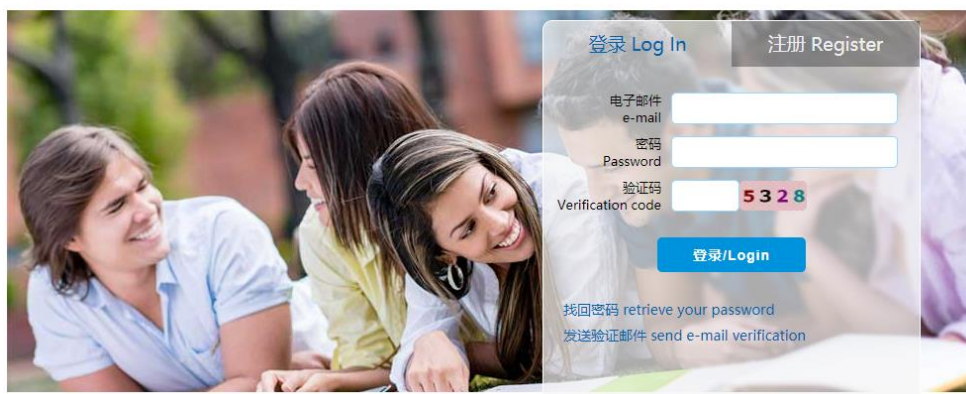 登录 Log In
注册 Register
电子邮件
e-mail
密码
Password
验证码
Verification code
5328
登录/Login
找回密码 retrieve your password
发送验证邮件 send e-mail verification